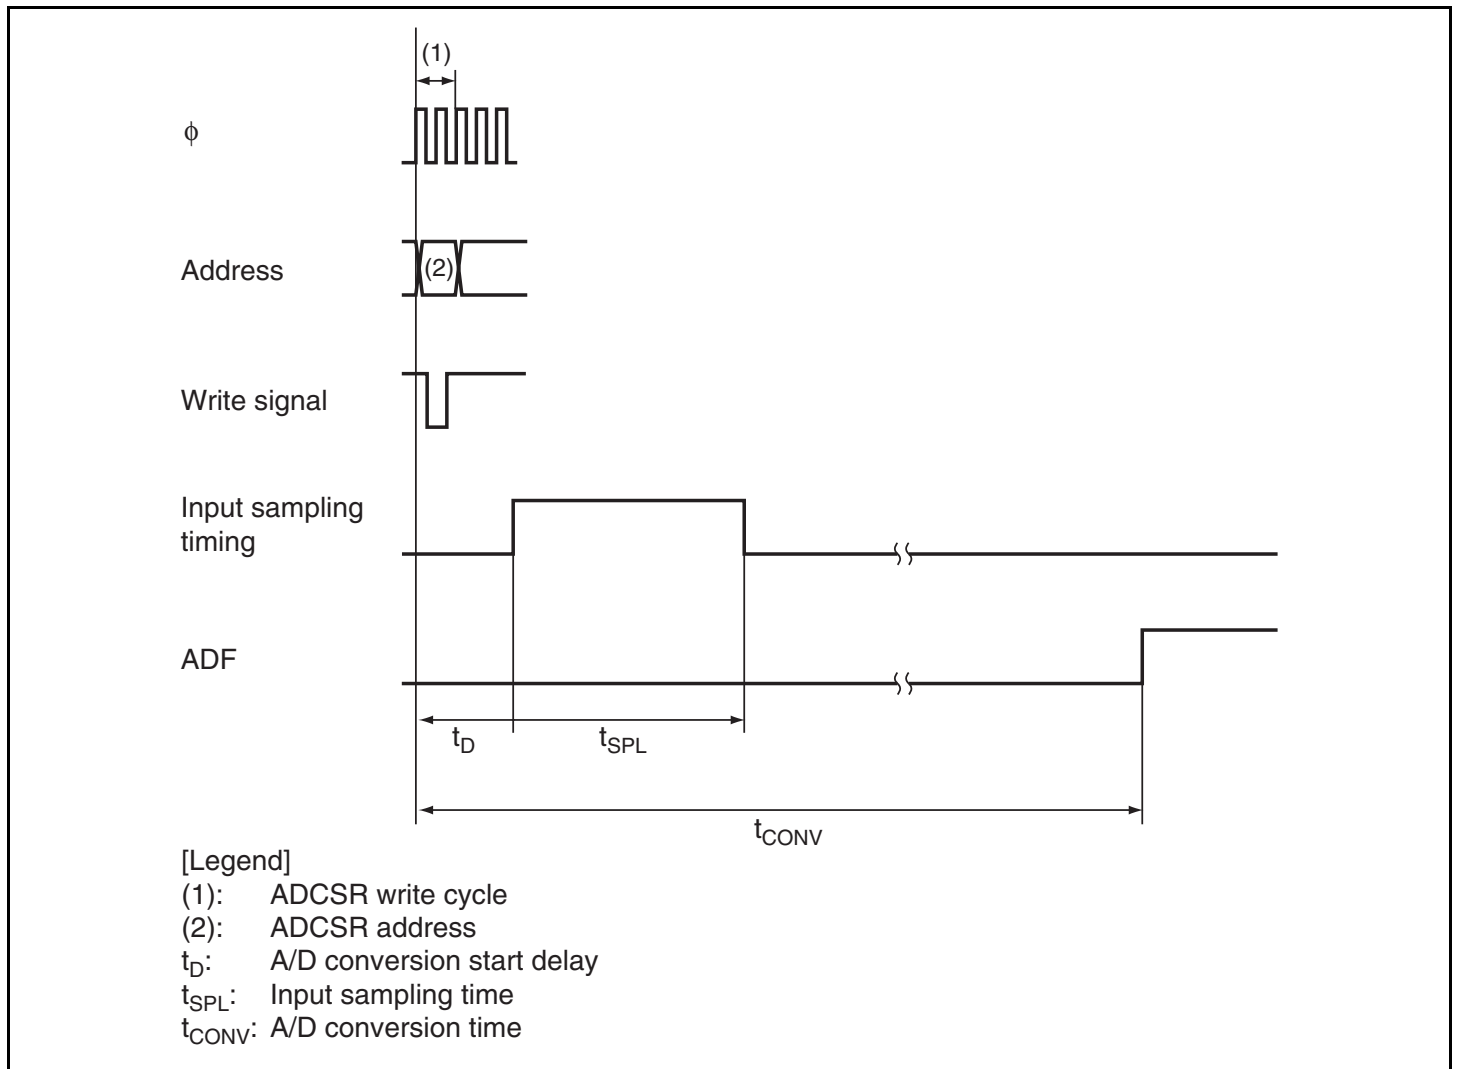 (1)
ϕ
Address
(2)
Write signal
Input sampling
timing
ADF
tD
tSPL
tCONV
[Legend]
(1): ADCSR write cycle
(2): ADCSR address
tD: A/D conversion start delay
tSPL: Input sampling time
tCONV: A/D conversion time